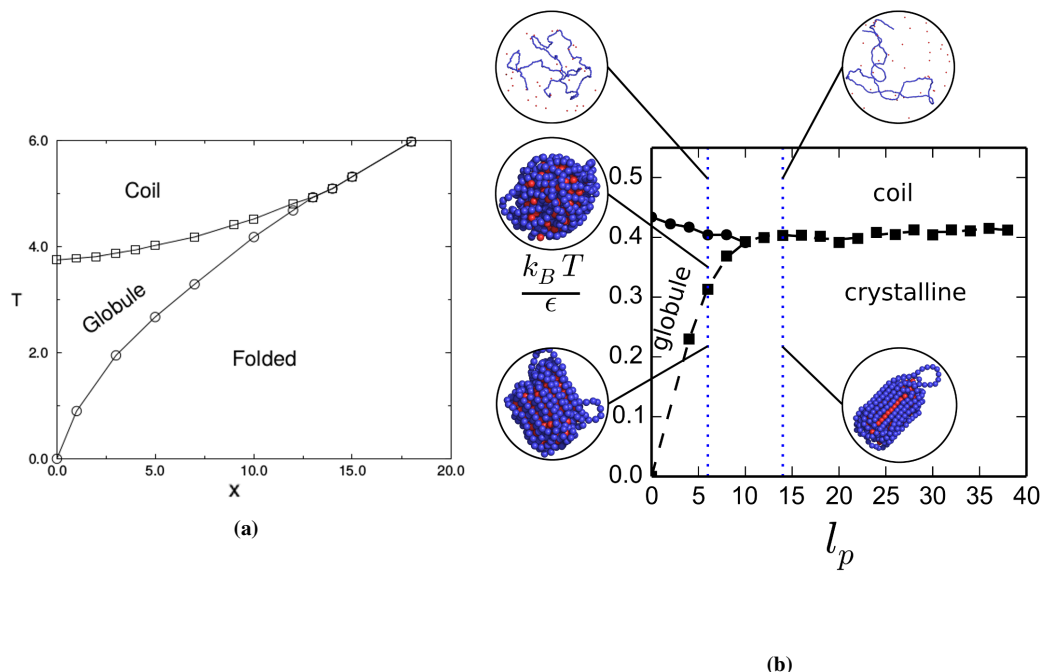 6.0
4.0
2.0
0.0
T
0.0
5.0
10.0
15.0
20.0
X
Coil
Globule
Folded
(a)
0.5
0.4
0.3
0.2
0.1
0.0
k_B T
ϵ
0
5
10
15
20
25
30
35
40
l_p
coil
globule
crystalline
(b)